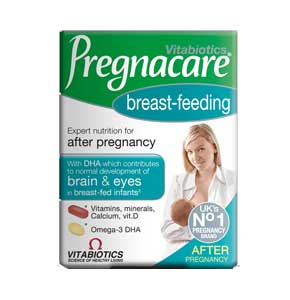 Vitabiotics
Pregnacare®
breast-feeding
Expert nutrition for
after pregnancy
With DHA which contributes
to normal development of
brain & eyes
in breast-fed infants
Vitamins, minerals,
Calcium, vit.D
Omega-3 DHA
UK's
No1
PREGNANCY
BRAND
VITABIOTICS
SCIENCE OF HEALTHY LIVING
AFTER
PREGNANCY